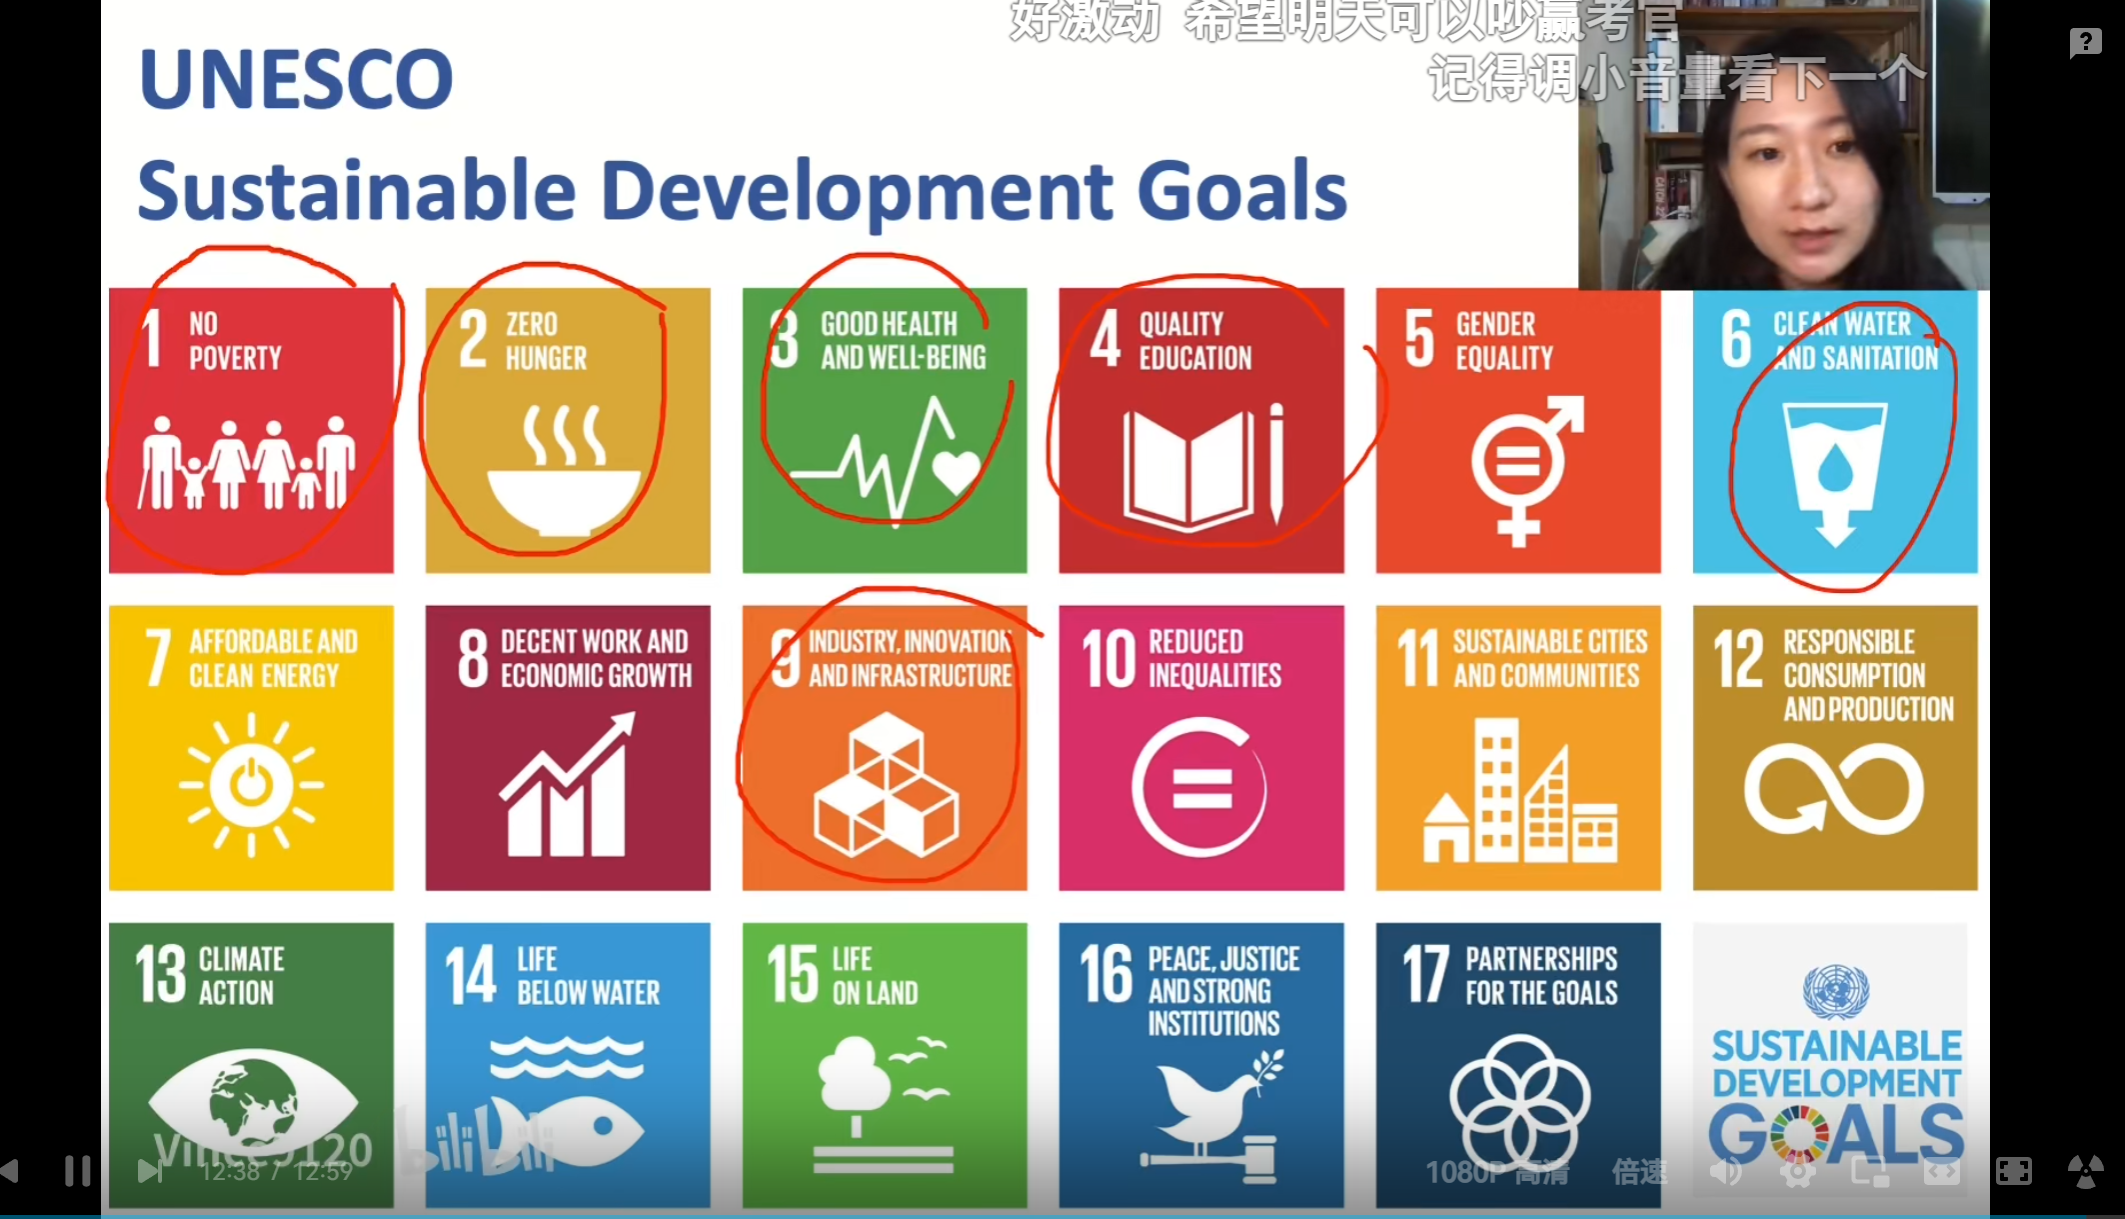 好激动 希望明天可以吵赢考官
记得调小音量看下一个
UNESCO
Sustainable Development Goals
1 NO POVERTY
2 ZERO HUNGER
3 GOOD HEALTH AND WELL-BEING
4 QUALITY EDUCATION
5 GENDER EQUALITY
6 CLEAN WATER AND SANITATION
7 AFFORDABLE AND CLEAN ENERGY
8 DECENT WORK AND ECONOMIC GROWTH
9 INDUSTRY, INNOVATION AND INFRASTRUCTURE
10 REDUCED INEQUALITIES
11 SUSTAINABLE CITIES AND COMMUNITIES
12 RESPONSIBLE CONSUMPTION AND PRODUCTION
13 CLIMATE ACTION
14 LIFE BELOW WATER
15 LIFE ON LAND
16 PEACE, JUSTICE AND STRONG INSTITUTIONS
17 PARTNERSHIPS FOR THE GOALS
SUSTAINABLE
DEVELOPMENT
GOALS
bilibili
12:38 / 12:59
1080P 高清 倍速